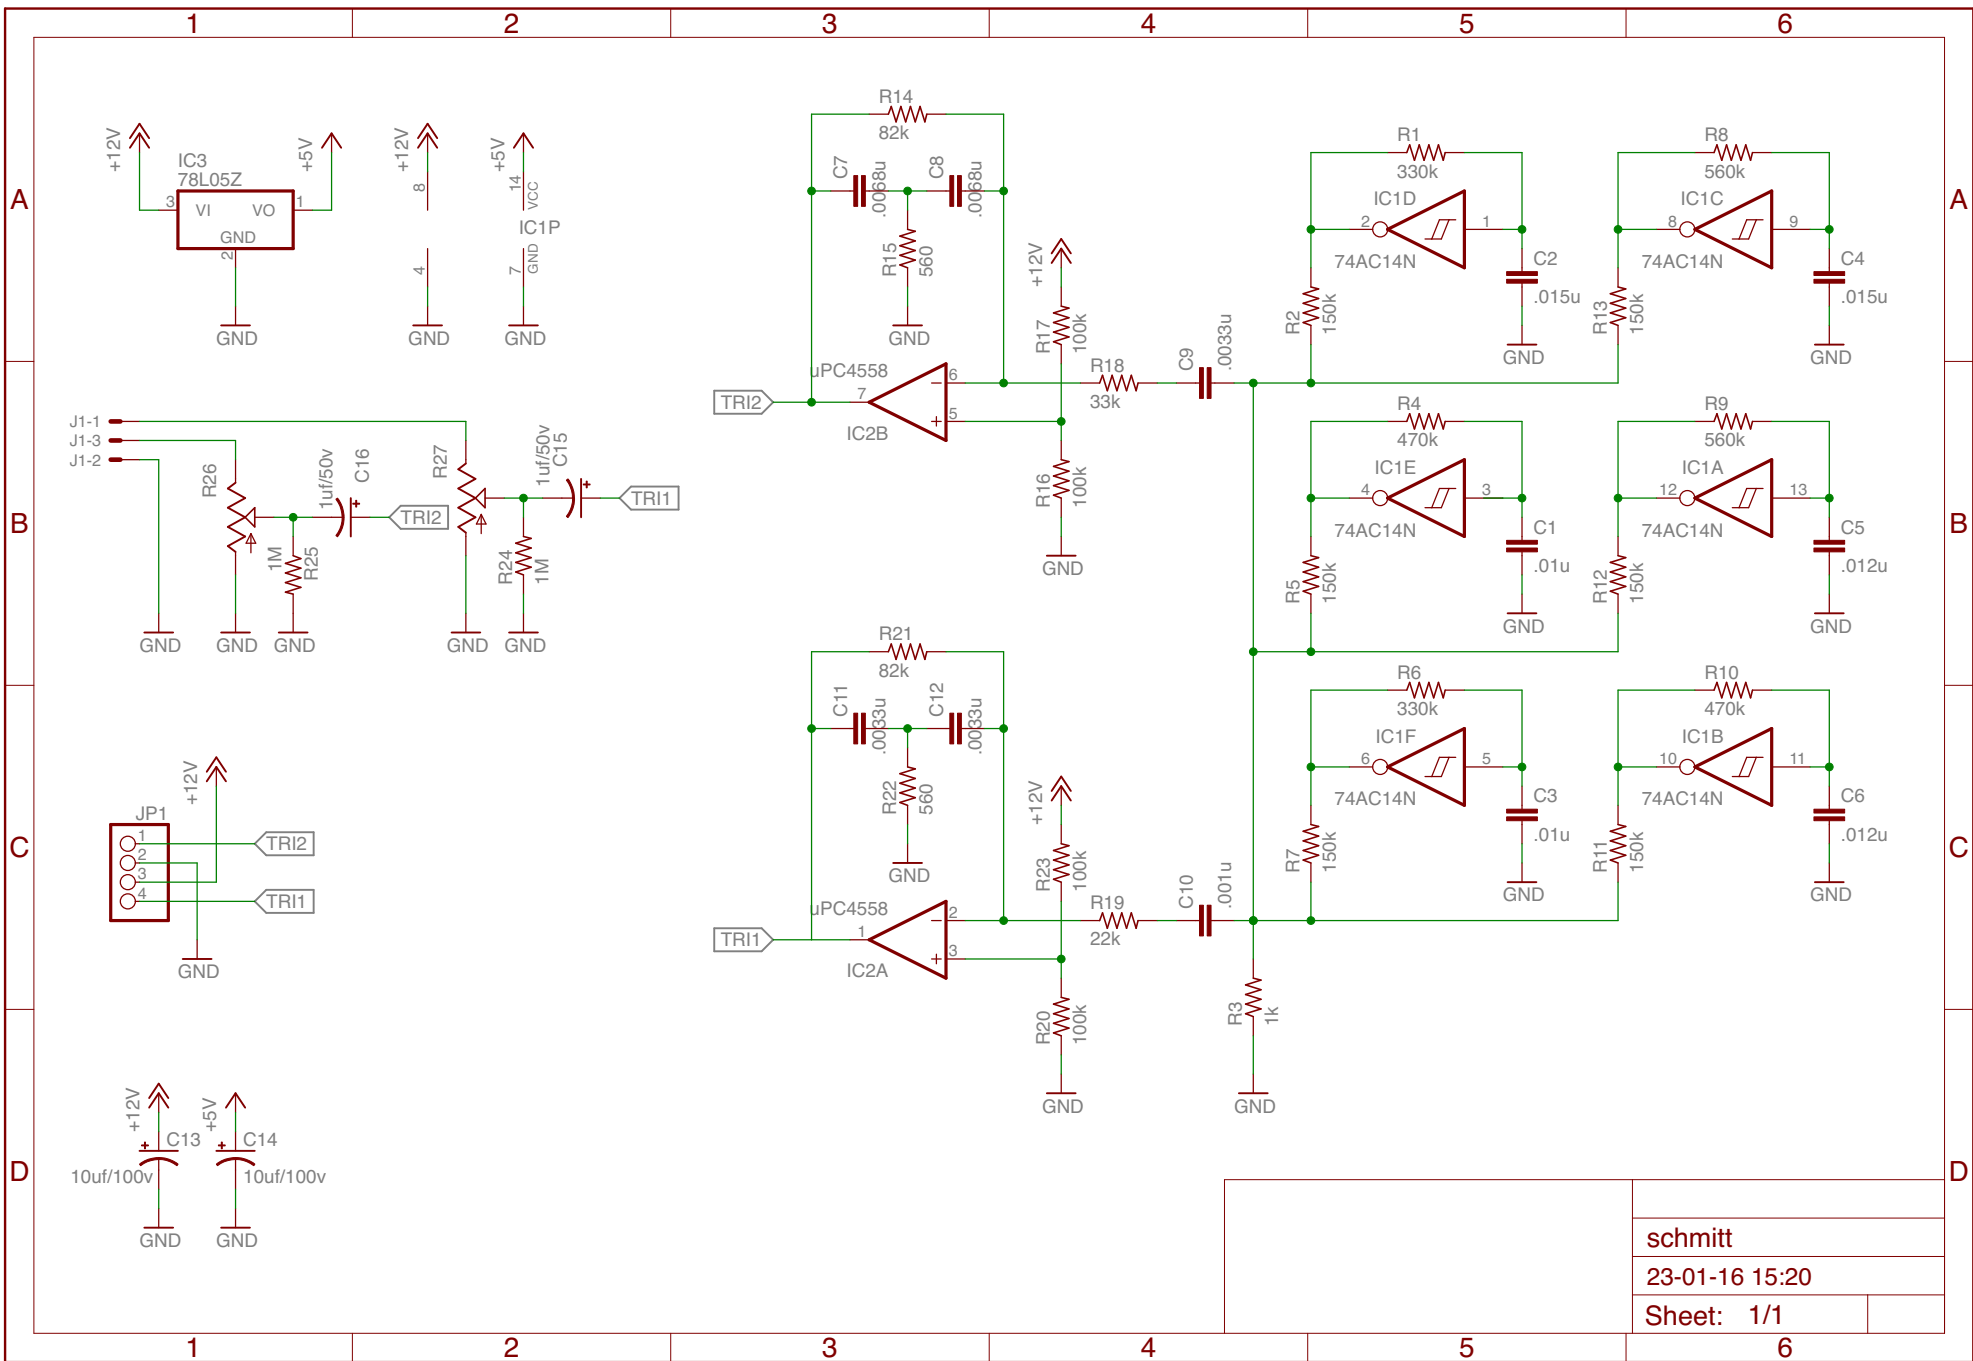 1 2 3 4 5 6
A
A
B
B
C
C
D
D
+12V
IC3
78L05Z
+5V
3 VI VO 1
GND
2
GND
+12V
8
4
GND
+5V
14 VCC
IC1P
7 GND
GND
J1-1
J1-3
J1-2
GND
R26
GND
1M
R25
GND
1uf/50v
C16
TRI2
R27
GND
R24
1M
GND
1uf/50v
C15
TRI1
+12V
JP1
1
2
3
4
TRI2
TRI1
GND
+12V
C13
10uf/100v
GND
+5V
C14
10uf/100v
GND
R14
82k
C7
.0068u
C8
.0068u
R15
560
GND
uPC4558
TRI2
7
6
5
IC2B
+12V
R17
100k
R16
100k
GND
R18
33k
C9
.0033u
R21
82k
C11
.0033u
C12
.0033u
R22
560
GND
uPC4558
TRI1
1
2
3
IC2A
+12V
R23
100k
R20
100k
GND
R19
22k
C10
.001u
R3
1k
GND
R1
330k
IC1D
2 1
74AC14N
C2
.015u
GND
R2
150k
R8
560k
IC1C
8 9
74AC14N
C4
.015u
GND
R13
150k
R4
470k
IC1E
4 3
74AC14N
C1
.01u
GND
R5
150k
R9
560k
IC1A
12 13
74AC14N
C5
.012u
GND
R12
150k
R6
330k
IC1F
6 5
74AC14N
C3
.01u
GND
R7
150k
R10
470k
IC1B
10 11
74AC14N
C6
.012u
GND
R11
150k
schmitt
23-01-16 15:20
Sheet: 1/1
1 2 3 4 5 6